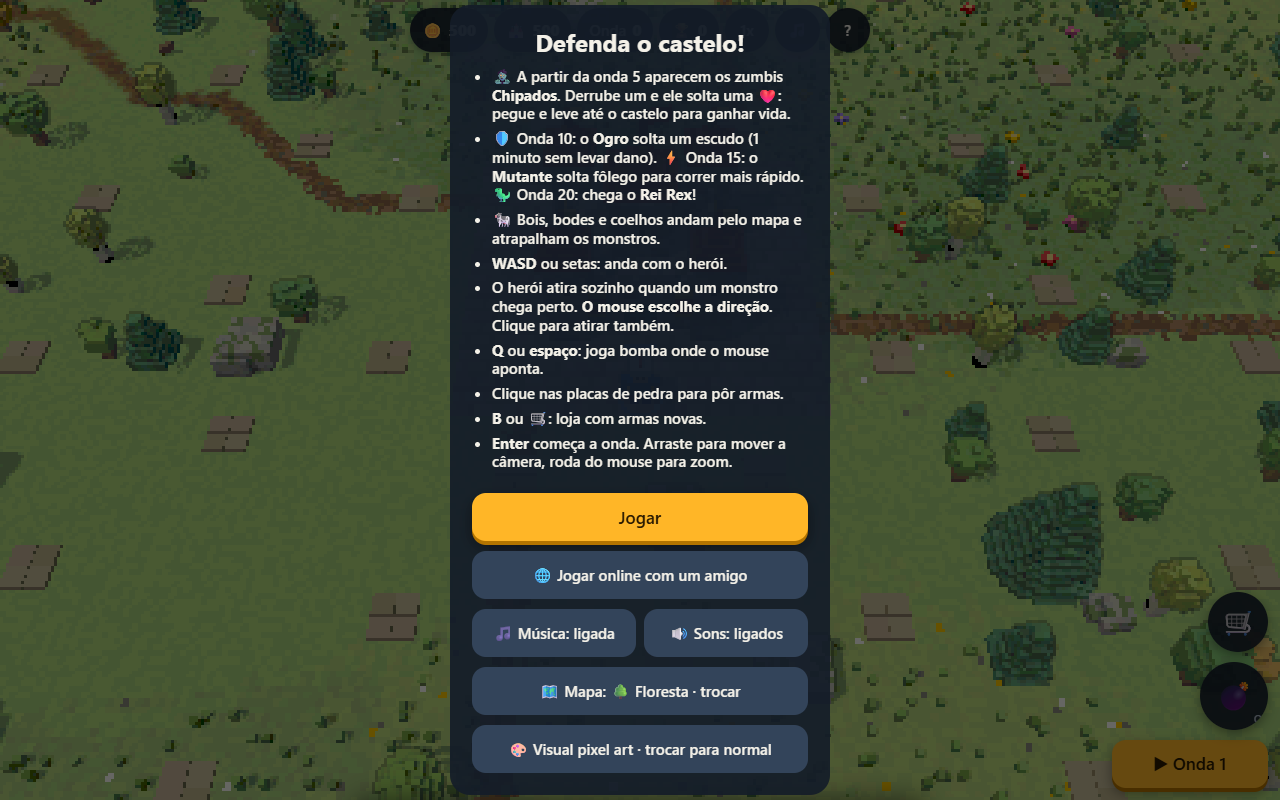 500
?
Defenda o castelo!
A partir da onda 5 aparecem os zumbis
Chipados. Derrube um e ele solta uma ❤️:
pegue e leve até o castelo para ganhar vida.
Onda 10: o Ogro solta um escudo (1
minuto sem levar dano). ⚡ Onda 15: o
Mutante solta fôlego para correr mais rápido.
Onda 20: chega o Rei Rex!
Bois, bodes e coelhos andam pelo mapa e
atrapalham os monstros.
WASD ou setas: anda com o herói.
O herói atira sozinho quando um monstro
chega perto. O mouse escolhe a direção.
Clique para atirar também.
Q ou espaço: joga bomba onde o mouse
aponta.
Clique nas placas de pedra para pôr armas.
B ou 🛒: loja com armas novas.
Enter começa a onda. Arraste para mover a
câmera, roda do mouse para zoom.
Jogar
Jogar online com um amigo
Música: ligada
Sons: ligados
Mapa: 🌳 Floresta · trocar
Visual pixel art · trocar para normal
▶ Onda 1